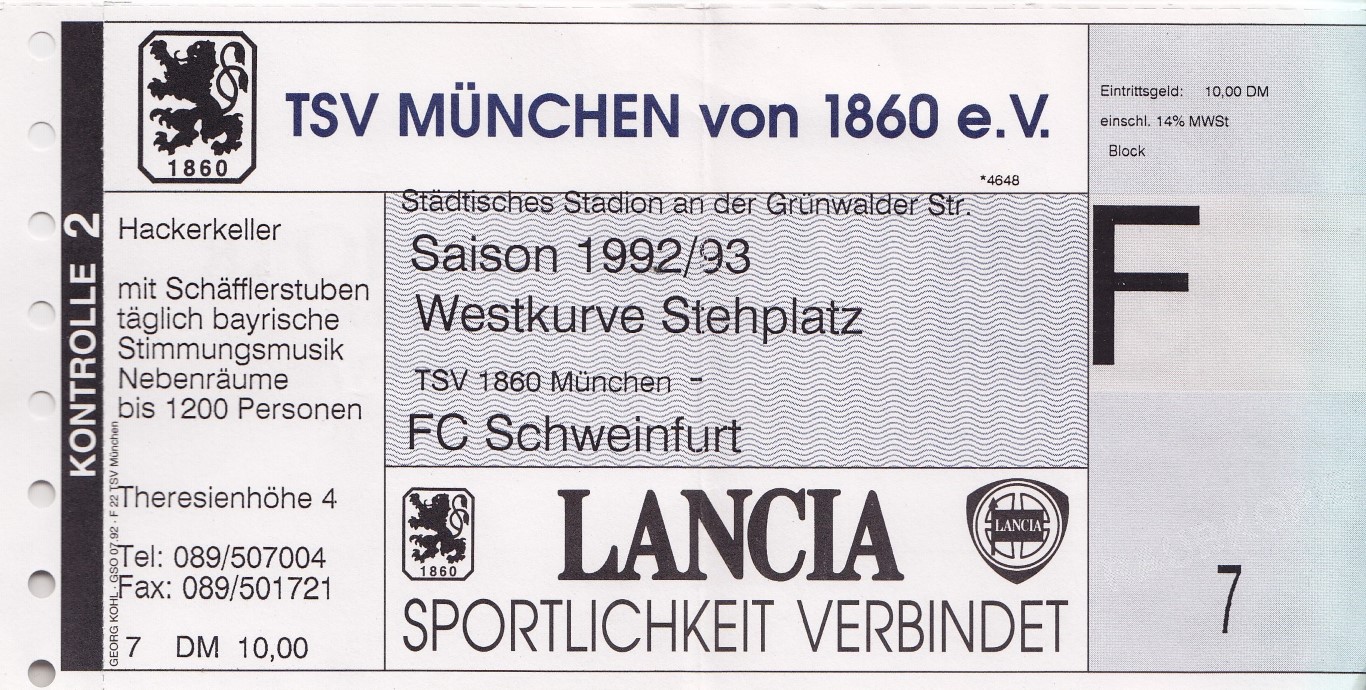 KONTROLLE 2
1860
TSV MÜNCHEN von 1860 e.V.
*4648
Eintrittsgeld: 10,00 DM
einschl. 14% MWSt
Block
F
7
Hackerkeller
mit Schäfflerstuben
täglich bayrische
Stimmungsmusik
Nebenräume
bis 1200 Personen
Theresienhöhe 4
Tel: 089/507004
Fax: 089/501721
7 DM 10,00
GEORG KOHL · GSO 07.92 · F 22 TSV München
Städtisches Stadion an der Grünwalder Str.
Saison 1992/93
Westkurve Stehplatz
TSV 1860 München -
FC Schweinfurt
1860
LANCIA
LANCIA
SPORTLICHKEIT VERBINDET